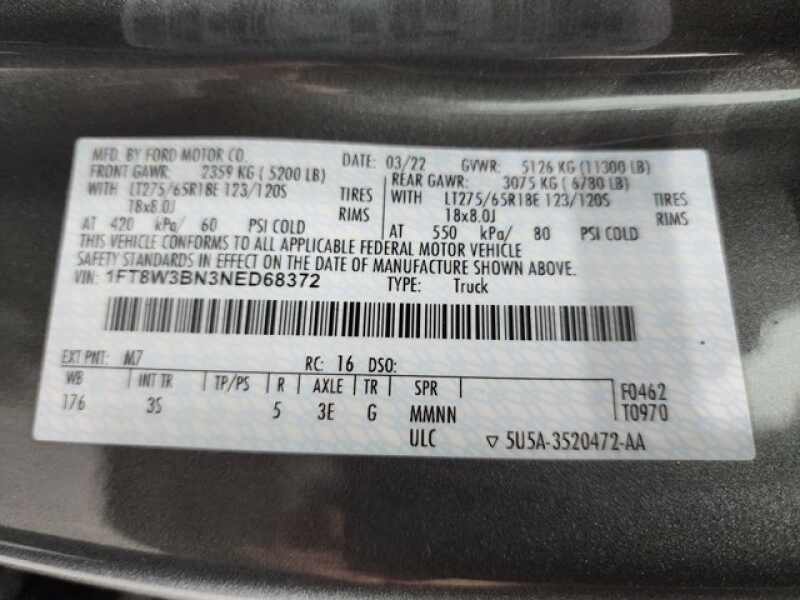 MFD. BY FORD MOTOR CO. DATE: 03/22 GVWR: 5126 KG (11300 LB)
FRONT GAWR: 2359 KG ( 5200 LB) REAR GAWR: 3075 KG ( 6780 LB)
WITH LT275/65R18E 123/120S TIRES WITH LT275/65R18E 123/120S TIRES
18x8.0J RIMS 18x8.0J RIMS
AT 420 kPa/ 60 PSI COLD AT 550 kPa/ 80 PSI COLD
THIS VEHICLE CONFORMS TO ALL APPLICABLE FEDERAL MOTOR VEHICLE
SAFETY STANDARDS IN EFFECT ON THE DATE OF MANUFACTURE SHOWN ABOVE.
VIN: 1FT8W3BN3NED68372 TYPE: Truck
EXT PNT: M7 RC: 16 DSO:
WB INT TR TP/PS R AXLE TR SPR F0462
176 3S 5 3E G MMNN T0970
ULC ▽ 5U5A-3520472-AA